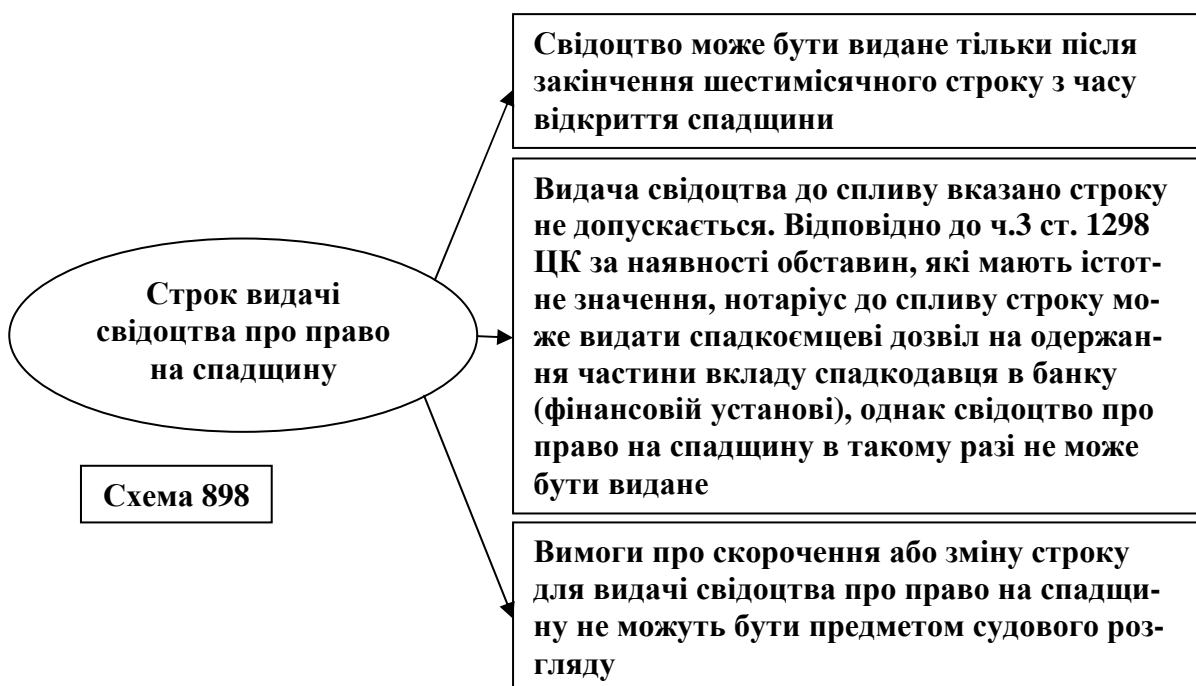 Свідоцтво може бути видане тільки після
закінчення шестимісячного строку з часу
відкриття спадщини
Видача свідоцтва до спливу вказано строку
не допускається. Відповідно до ч.3 ст. 1298
ЦК за наявності обставин, які мають істот-
не значення, нотаріус до спливу строку мо-
же видати спадкоємцеві дозвіл на одержан-
ня частини вкладу спадкодавця в банку
(фінансовій установі), однак свідоцтво про
право на спадщину в такому разі не може
бути видане
Строк видачі
свідоцтва про право
на спадщину
Схема 898
Вимоги про скорочення або зміну строку
для видачі свідоцтва про право на спадщи-
ну не можуть бути предметом судового роз-
гляду